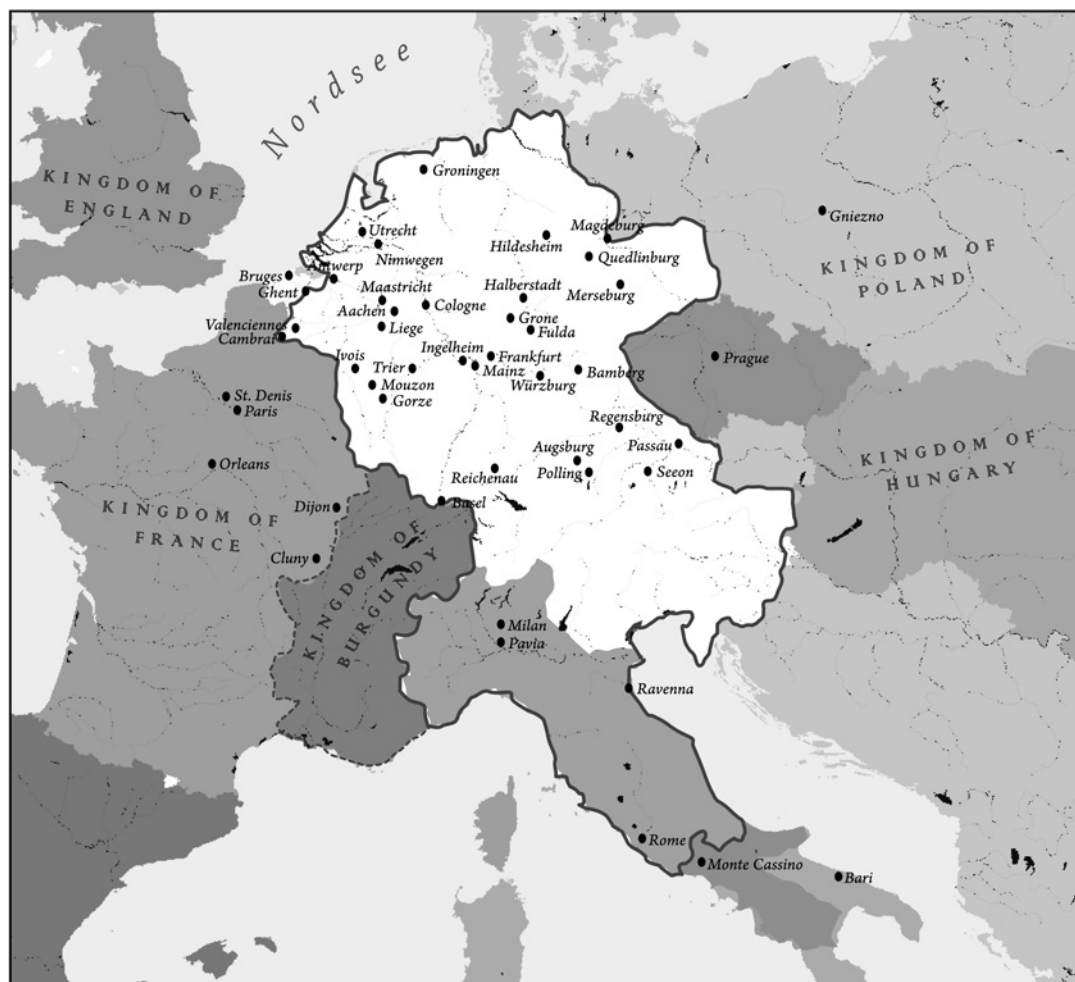 Nordsee
KINGDOM OF
ENGLAND
Groningen
Utrecht
Nimwegen
Hildesheim
Magdeburg
Quedlinburg
Gniezno
KINGDOM OF
POLAND
Bruges
Antwerp
Ghent
Maastricht
Aachen
Cologne
Halberstadt
Merseburg
Valenciennes
Cambrat
Liege
Grone
Fulda
Ivois
Trier
Ingelheim
Frankfurt
Mainz
Würzburg
Bamberg
Prague
Mouzon
Gorze
St. Denis
Paris
Regensburg
Passau
Orleans
Augsburg
Polling
Seeon
Reichenau
KINGDOM OF
HUNGARY
Basel
Dijon
KINGDOM OF
FRANCE
Cluny
KINGDOM OF
BURGUNDY
Milan
Pavia
Ravenna
Rome
Monte Cassino
Bari